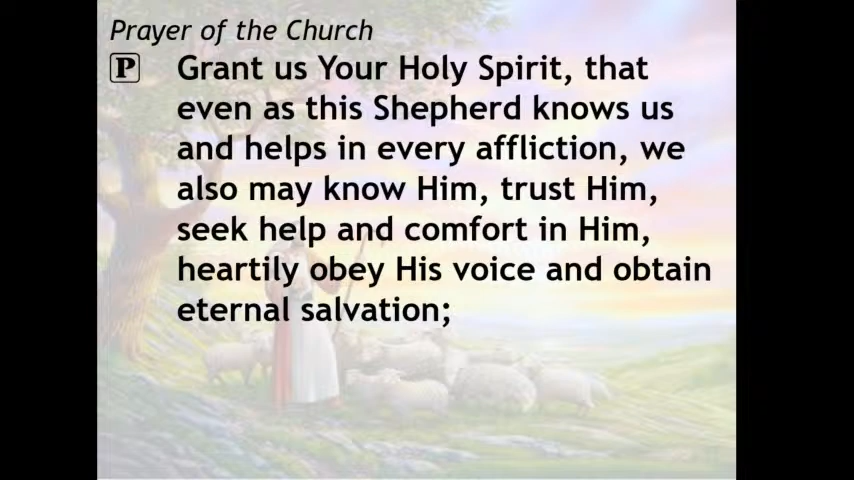 Prayer of the Church
P Grant us Your Holy Spirit, that
even as this Shepherd knows us
and helps in every affliction, we
also may know Him, trust Him,
seek help and comfort in Him,
heartily obey His voice and obtain
eternal salvation;